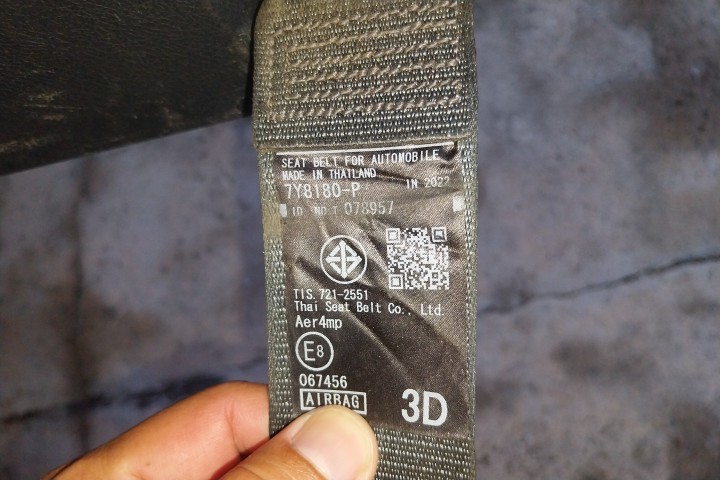 SEAT BELT FOR AUTOMOBILE
MADE IN THAILAND
7Y8180-P IN 2022
ID. NO.: 078957
TIS. 721-2551
Thai Seat Belt Co., Ltd.
Aer4mp
E8
067456
AIRBAG 3D